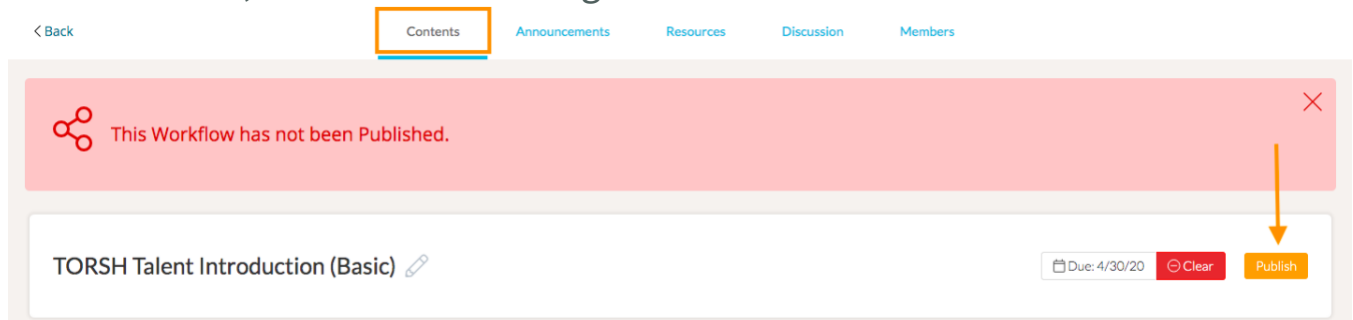 < Back Contents Announcements Resources Discussion Members
This Workflow has not been Published.
TORSH Talent Introduction (Basic) Due: 4/30/20 Clear Publish